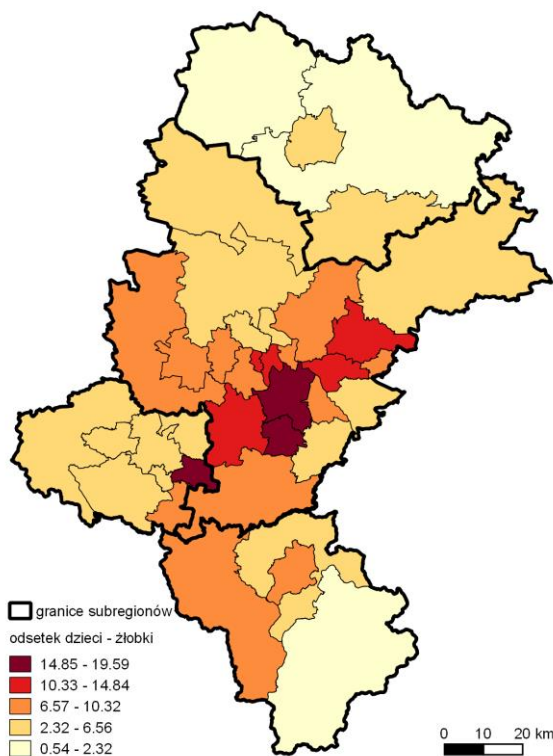 granice subregionów
odsetek dzieci - żłobki
14.85 - 19.59
10.33 - 14.84
6.57 - 10.32
2.32 - 6.56
0.54 - 2.32
0 10 20 km